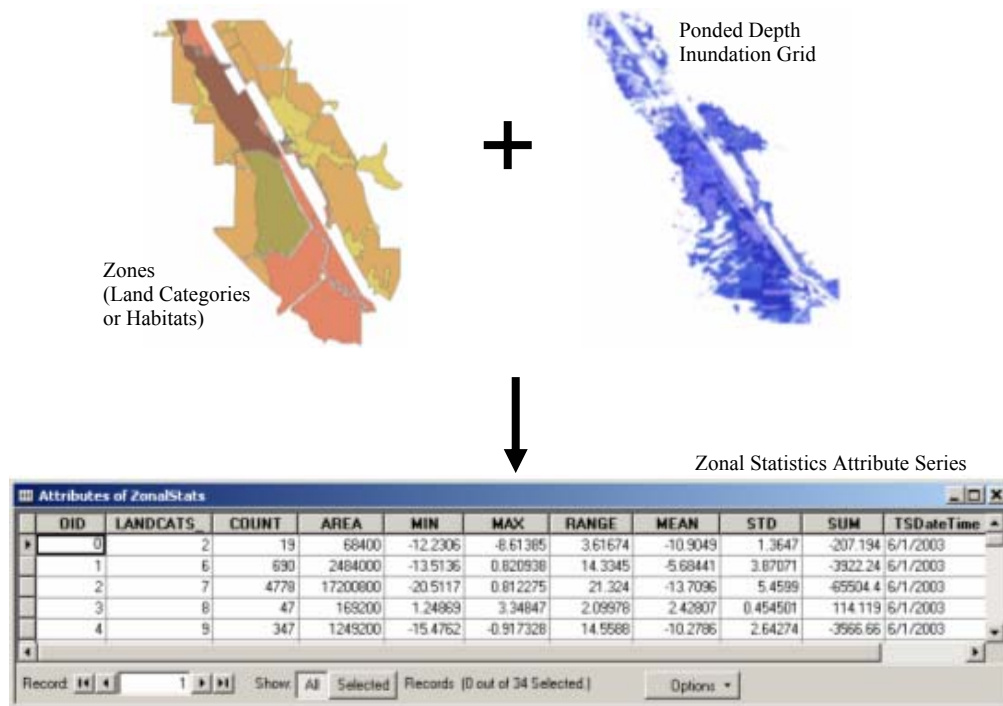 Ponded Depth
Inundation Grid
Zones
(Land Categories
or Habitats)
Zonal Statistics Attribute Series
Attributes of ZonalStats
OID LANDCATS_ COUNT AREA MIN MAX RANGE MEAN STD SUM TSDateTime
0 2 19 68400 -12.2306 -8.61385 3.61674 -10.9049 1.3647 -207.194 6/1/2003
1 6 690 2484000 -13.5136 0.820938 14.3345 -5.68441 3.87071 -3922.24 6/1/2003
2 7 4778 17200800 -20.5117 0.812275 21.324 -13.7096 5.4599 -65504.4 6/1/2003
3 8 47 169200 1.24869 3.34847 2.09978 2.42807 0.454501 114.119 6/1/2003
4 9 347 1249200 -15.4762 -0.917328 14.5588 -10.2786 2.64274 -3566.66 6/1/2003
Record: 1 Show: All Selected Records (0 out of 34 Selected.) Options